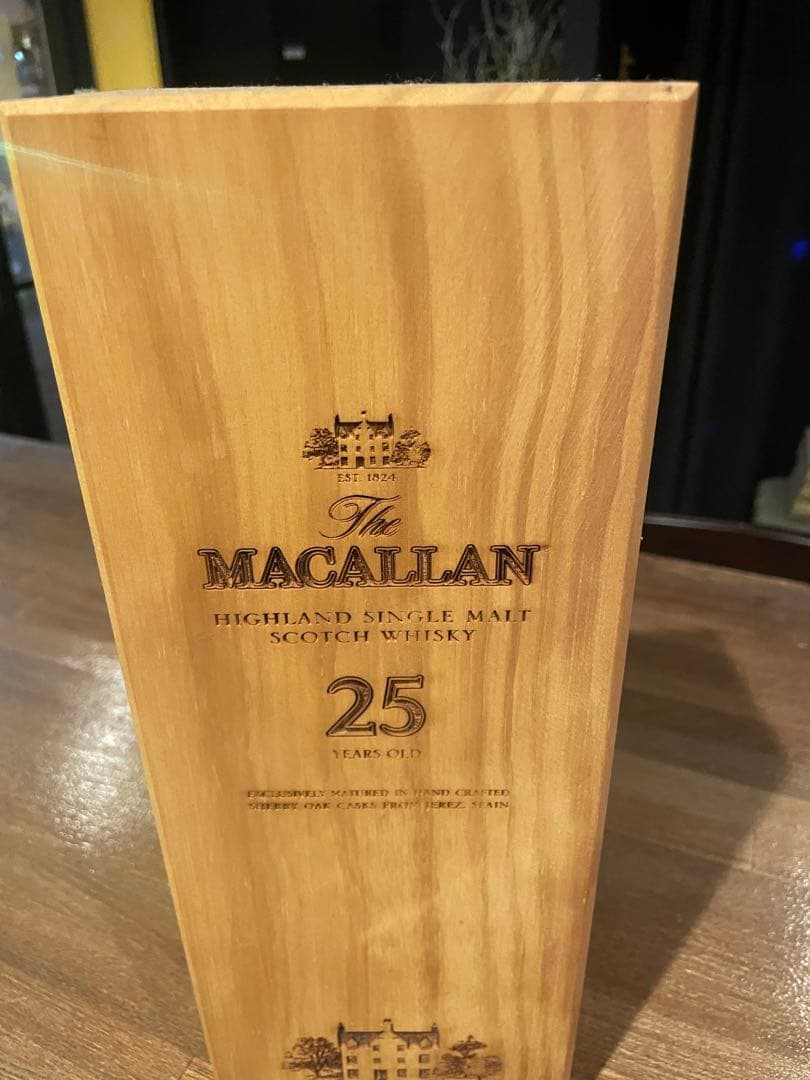 EST. 1824
The
MACALLAN
HIGHLAND SINGLE MALT
SCOTCH WHISKY
25
YEARS OLD
EXCLUSIVELY MATURED IN HAND CRAFTED
SHERRY OAK CASKS FROM JEREZ, SPAIN